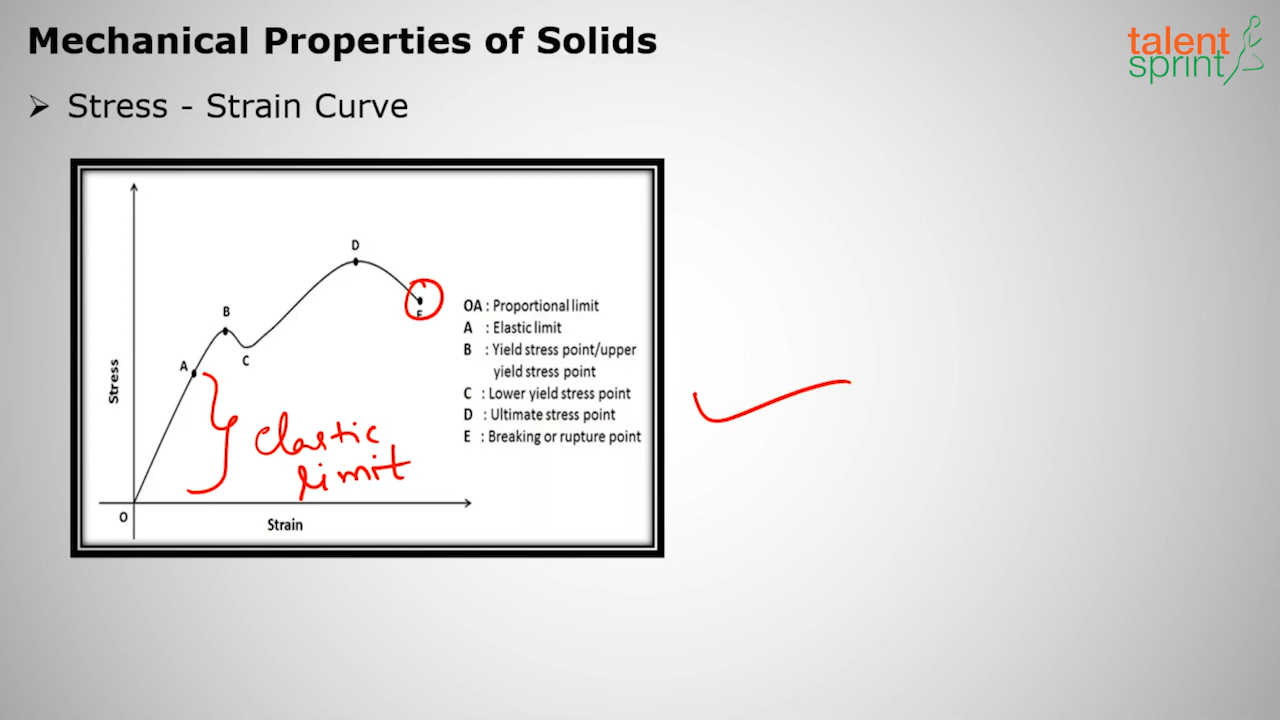 Mechanical Properties of Solids
talent
sprint
➢ Stress - Strain Curve
D
B
E
C
A
OA : Proportional limit
A : Elastic limit
B : Yield stress point/upper
yield stress point
C : Lower yield stress point
D : Ultimate stress point
E : Breaking or rupture point
Stress
Elastic
limit
O
Strain